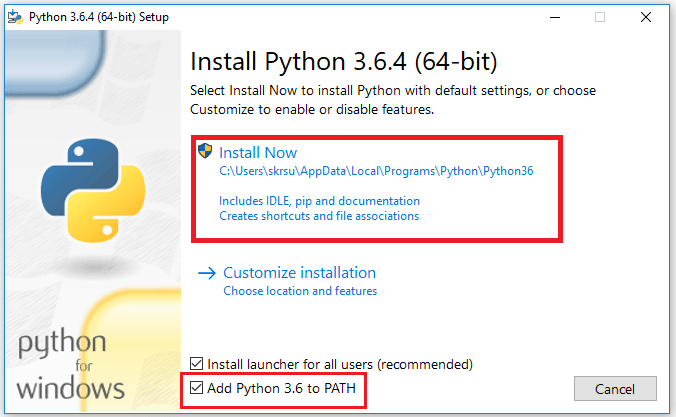 Python 3.6.4 (64-bit) Setup
Install Python 3.6.4 (64-bit)
Select Install Now to install Python with default settings, or choose
Customize to enable or disable features.
Install Now
C:\Users\skrsu\AppData\Local\Programs\Python\Python36
Includes IDLE, pip and documentation
Creates shortcuts and file associations
Customize installation
Choose location and features
python
for
windows
Install launcher for all users (recommended)
Add Python 3.6 to PATH
Cancel